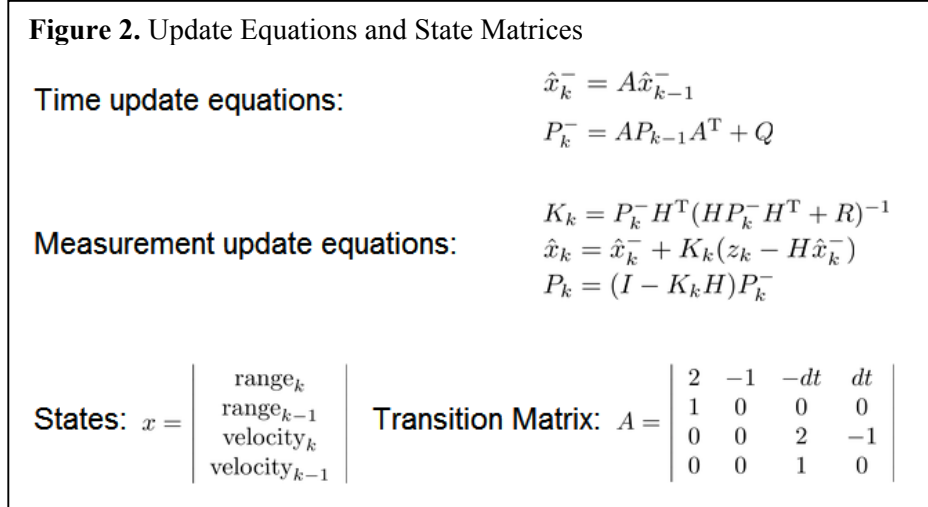 Figure 2. Update Equations and State Matrices
Time update equations:
x̂ₖ⁻ = Ax̂ₖ₋₁⁻
Pₖ⁻ = APₖ₋₁Aᵀ + Q
Measurement update equations:
Kₖ = Pₖ⁻Hᵀ(HPₖ⁻Hᵀ + R)⁻¹
x̂ₖ = x̂ₖ⁻ + Kₖ(zₖ − Hx̂ₖ⁻)
Pₖ = (I − KₖH)Pₖ⁻
States: x =
rangeₖ
rangeₖ₋₁
velocityₖ
velocityₖ₋₁
Transition Matrix: A =
2 −1 −dt dt
1 0 0 0
0 0 2 −1
0 0 1 0